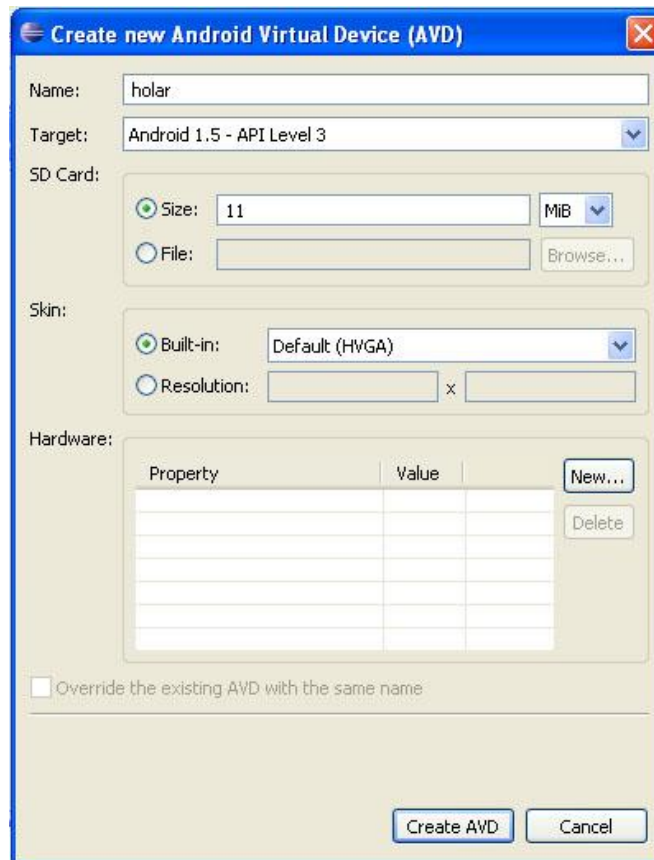 Create new Android Virtual Device (AVD)
Name: holar
Target: Android 1.5 - API Level 3
SD Card:
Size: 11 MiB
File: Browse...
Skin:
Built-in: Default (HVGA)
Resolution: x
Hardware:
Property Value New...
Delete
Override the existing AVD with the same name
Create AVD Cancel